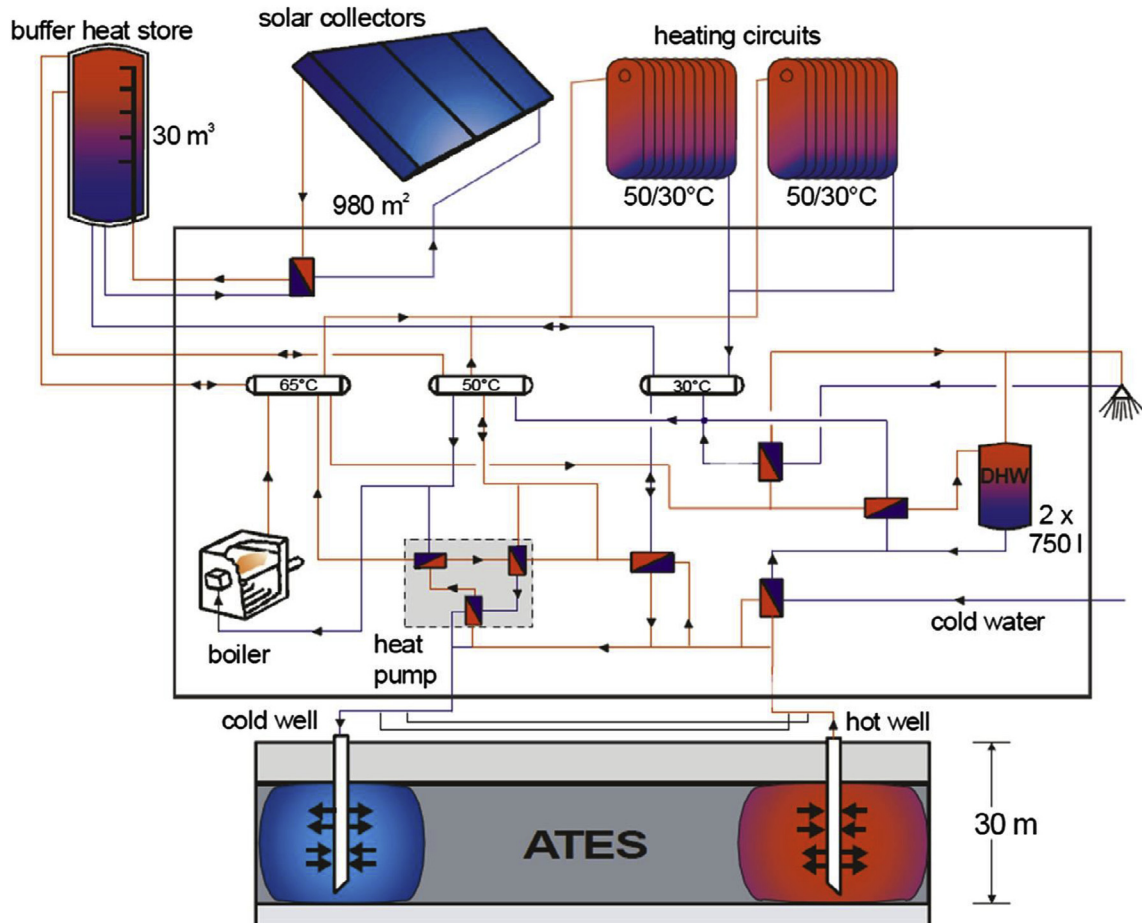 solar collectors
buffer heat store
heating circuits
30 m³
980 m²
50/30°C
50/30°C
65°C
50°C
30°C
DHW
2 x
750 l
boiler
heat
pump
cold water
cold well
hot well
ATES
30 m